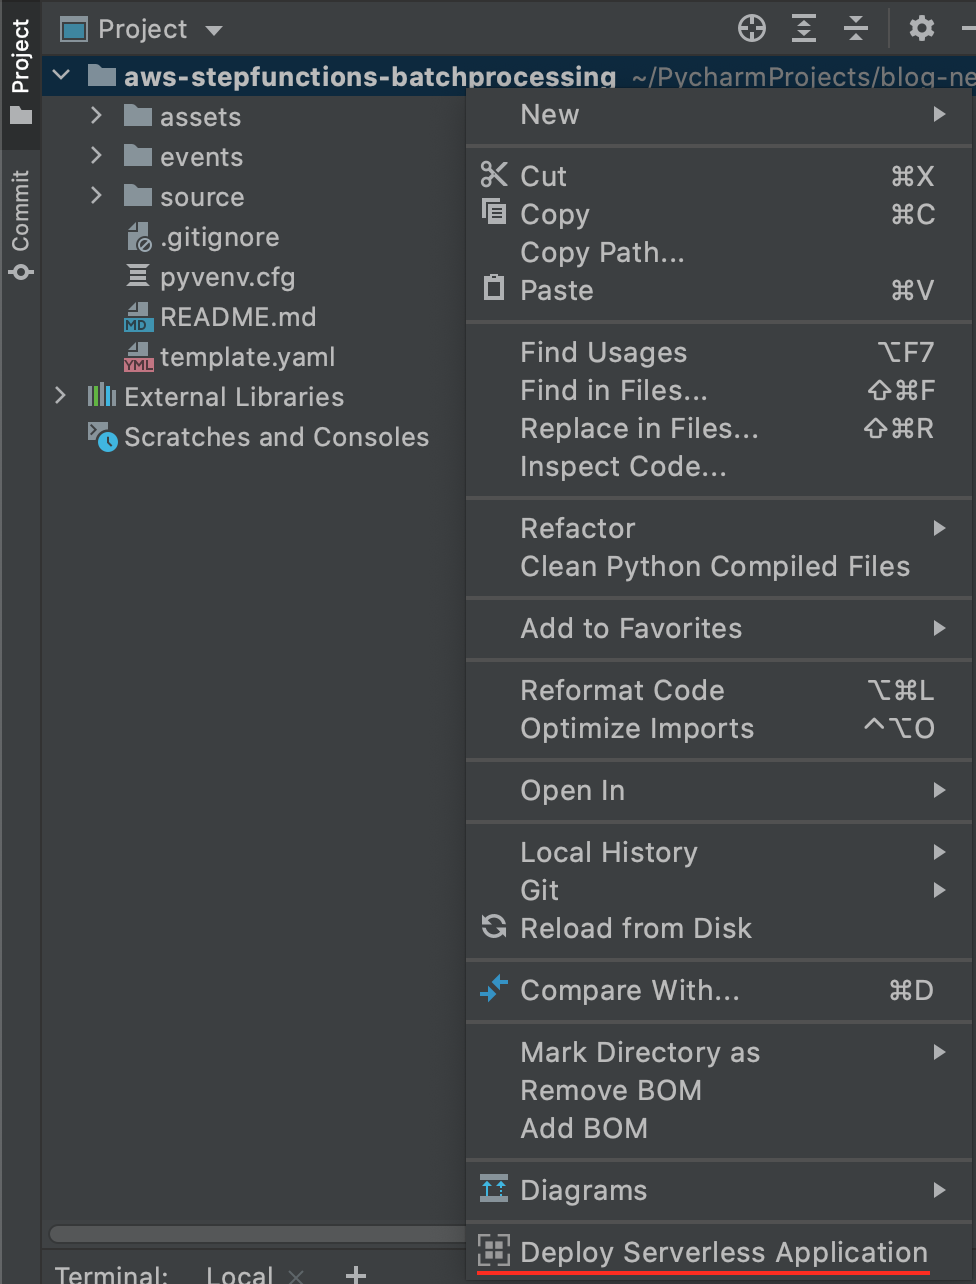 Project
Commit
Project
aws-stepfunctions-batchprocessing ~/PycharmProjects/blog-ne
assets
events
source
.gitignore
pyvenv.cfg
MD README.md
YML template.yaml
External Libraries
Scratches and Consoles
New
Cut ⌘X
Copy ⌘C
Copy Path...
Paste ⌘V
Find Usages ⌥F7
Find in Files... ⇧⌘F
Replace in Files... ⇧⌘R
Inspect Code...
Refactor
Clean Python Compiled Files
Add to Favorites
Reformat Code ⌥⌘L
Optimize Imports ^⌥O
Open In
Local History
Git
Reload from Disk
Compare With... ⌘D
Mark Directory as
Remove BOM
Add BOM
Diagrams
Deploy Serverless Application
Terminal: Local × +